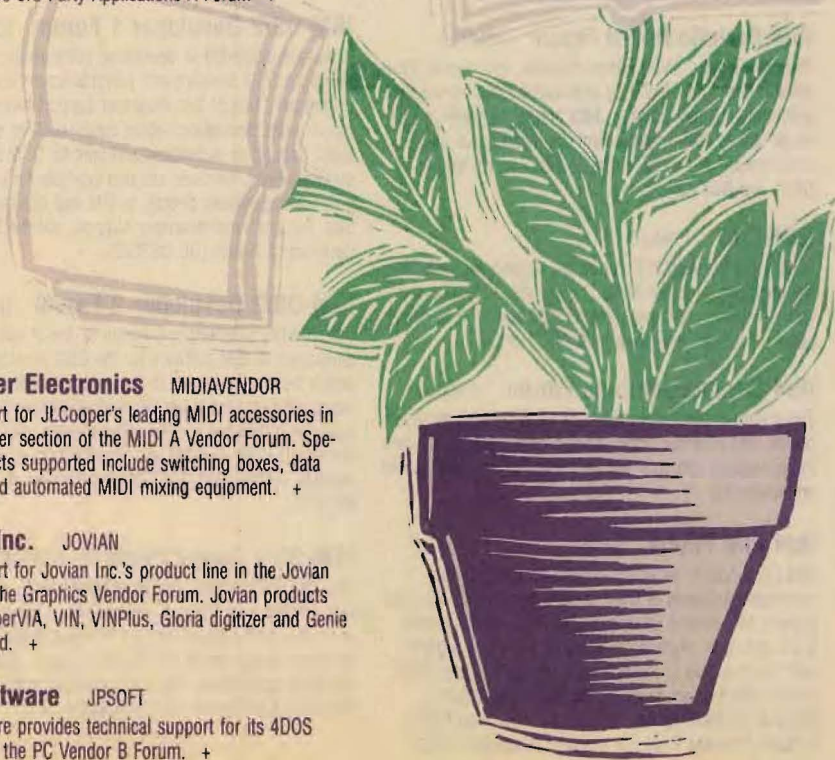 3rd Party Applications A Forum. +
er Electronics MIDIAVENDOR
rt for JLCooper's leading MIDI accessories in
er section of the MIDI A Vendor Forum. Spe-
cts supported include switching boxes, data
d automated MIDI mixing equipment. +
Inc. JOVIAN
rt for Jovian Inc.'s product line in the Jovian
he Graphics Vendor Forum. Jovian products
perVIA, VIN, VINPlus, Gloria digitizer and Genie
d. +
tware JPSOFT
re provides technical support for its 4DOS
the PC Vendor B Forum. +